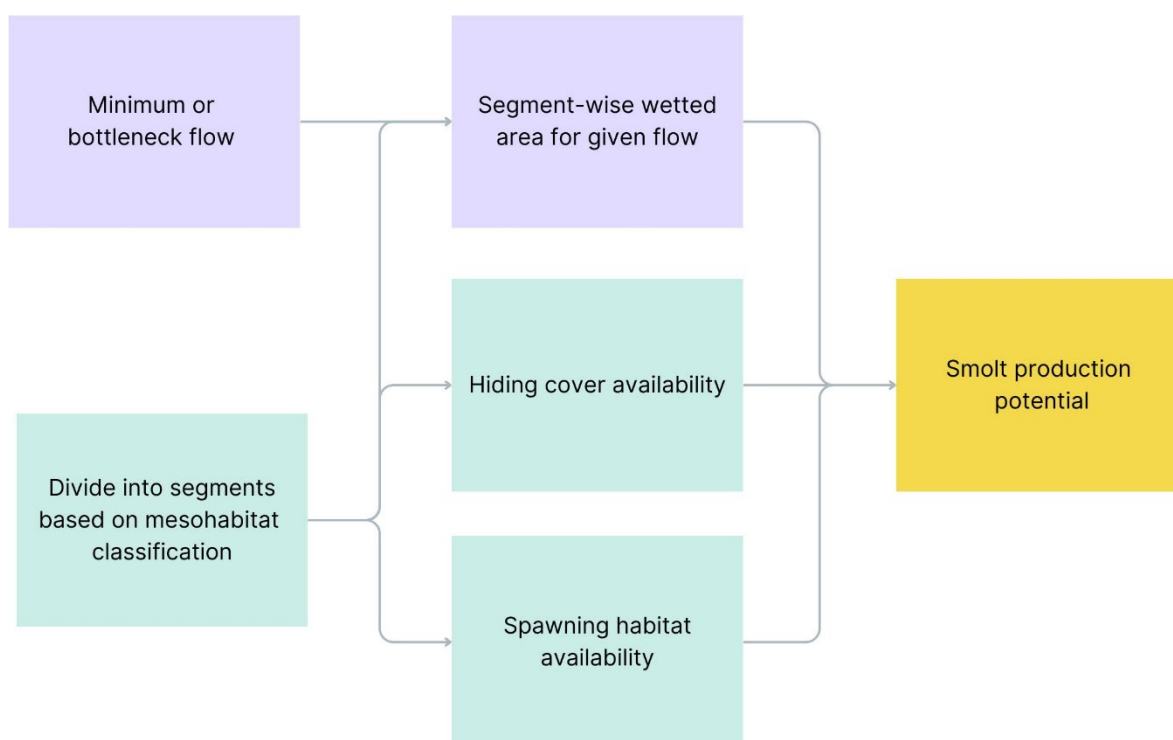 Minimum or
bottleneck flow
Segment-wise wetted
area for given flow
Hiding cover availability
Smolt production
potential
Divide into segments
based on mesohabitat
classification
Spawning habitat
availability